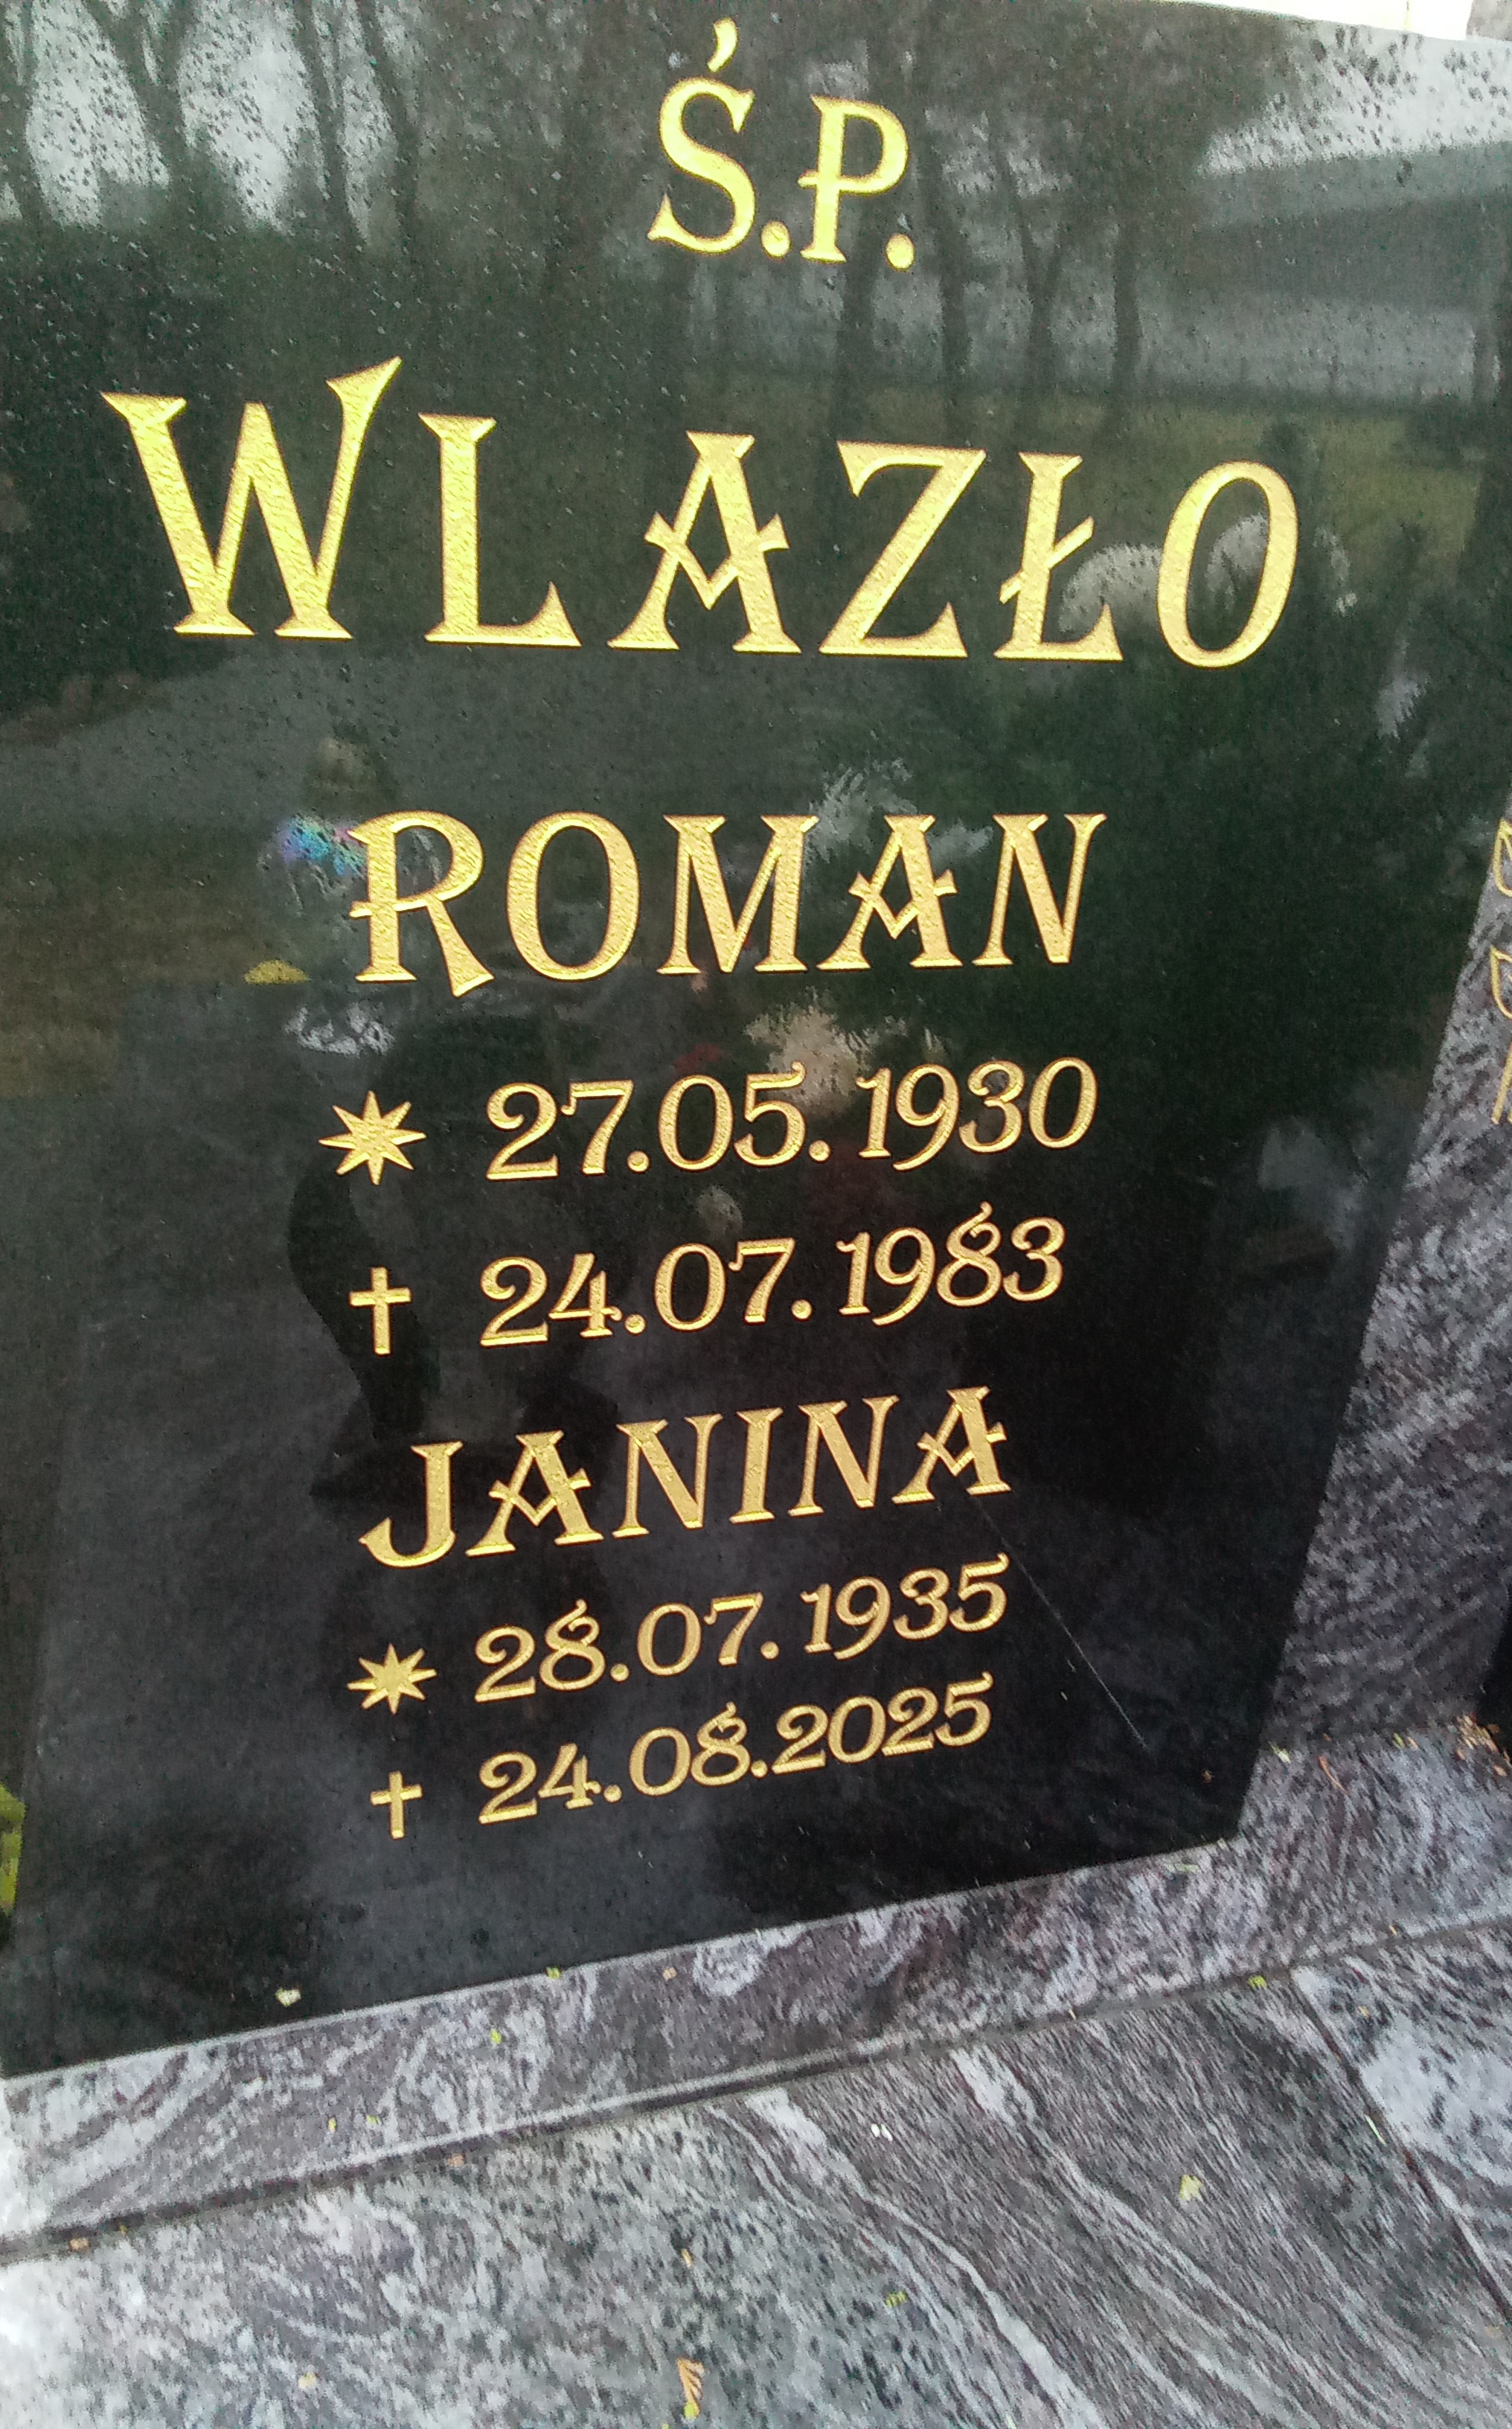 Ś.P.
WLAZŁO
ROMAN
* 27.05.1930
† 24.07.1983
JANINA
* 28.07.1935
† 24.08.2025